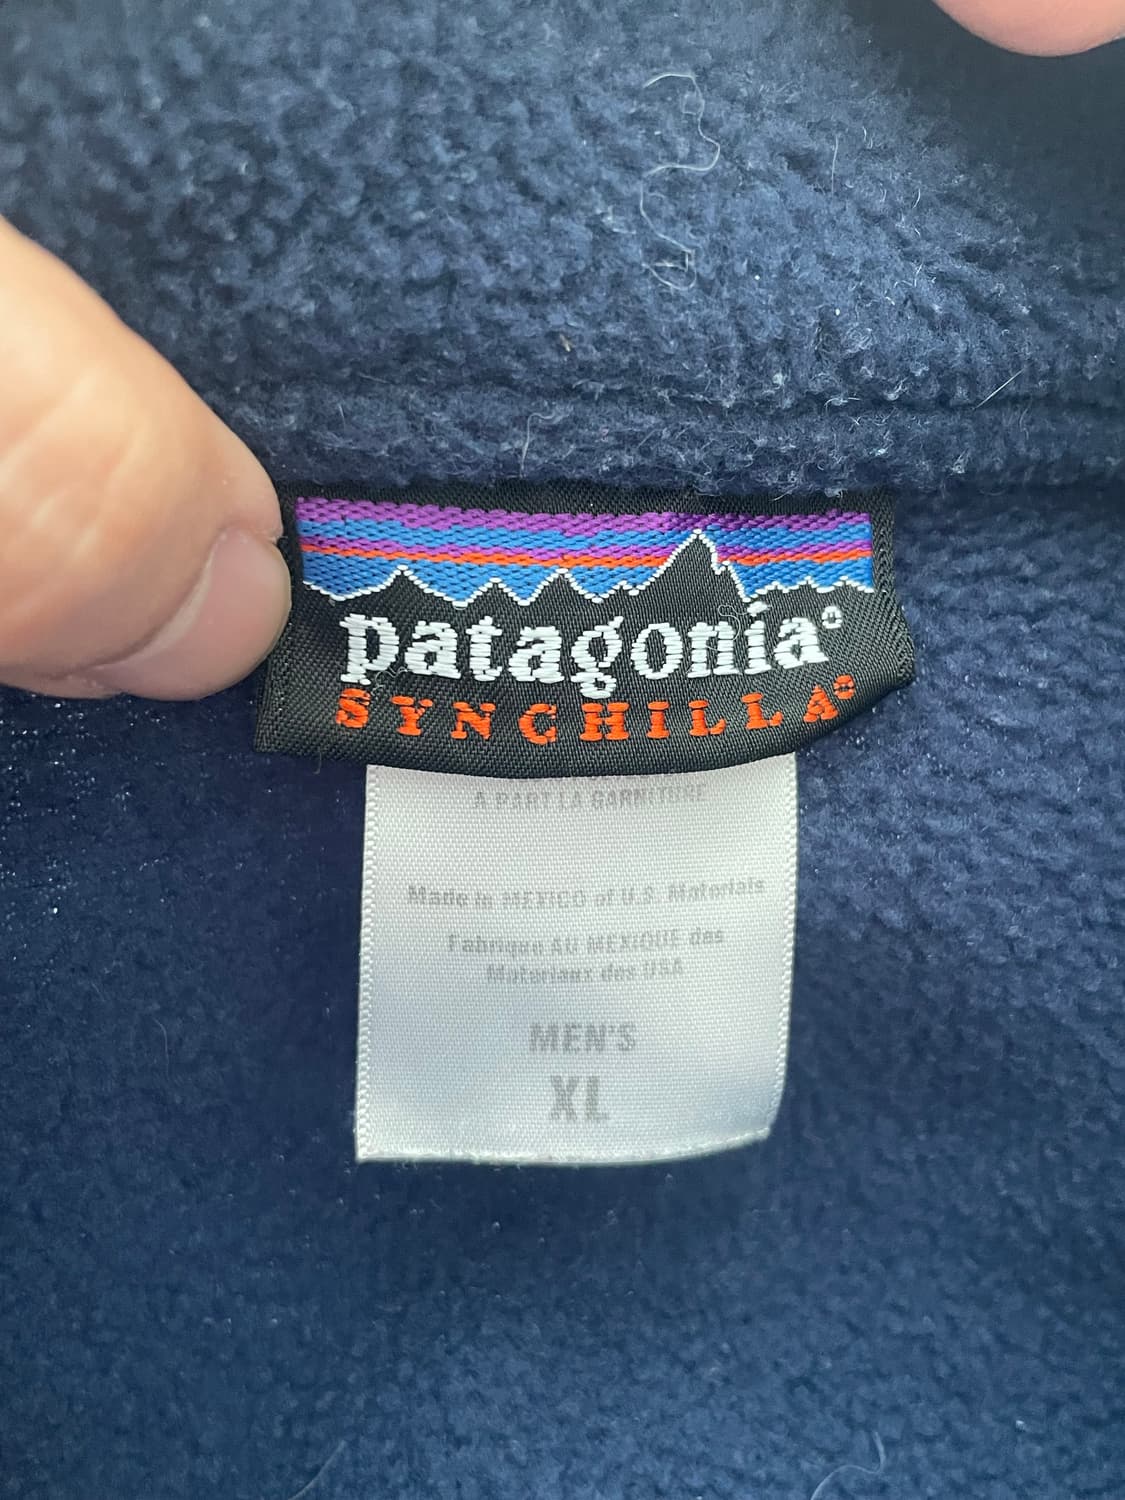 patagonia®
SYNCHILLA®
A PART LA GARNITURE
Made in MEXICO of U.S. Materials
Fabrique AU MEXIQUE des
Materiaux des USA
MEN'S
XL